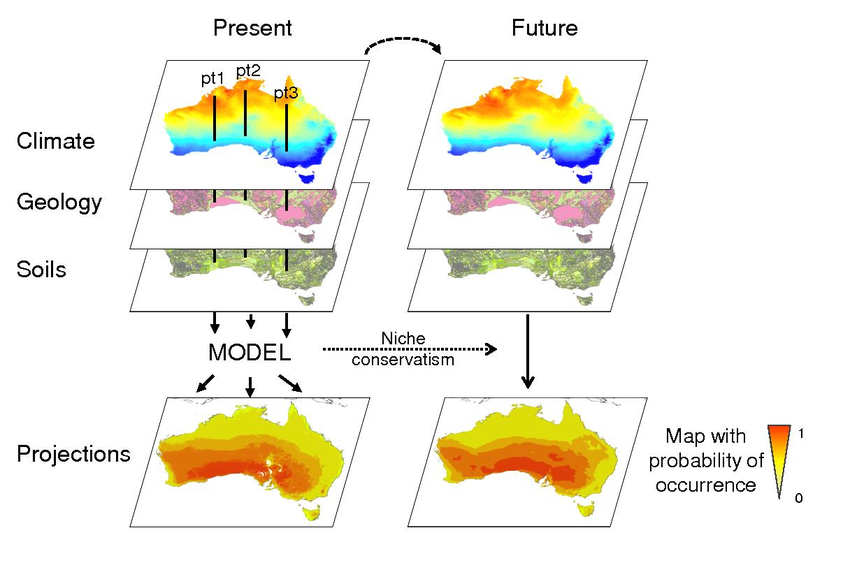 Present
Future
pt1
pt2
pt3
Climate
Geology
Soils
MODEL
Niche
conservatism
Projections
Map with
probability of
occurrence
1
0